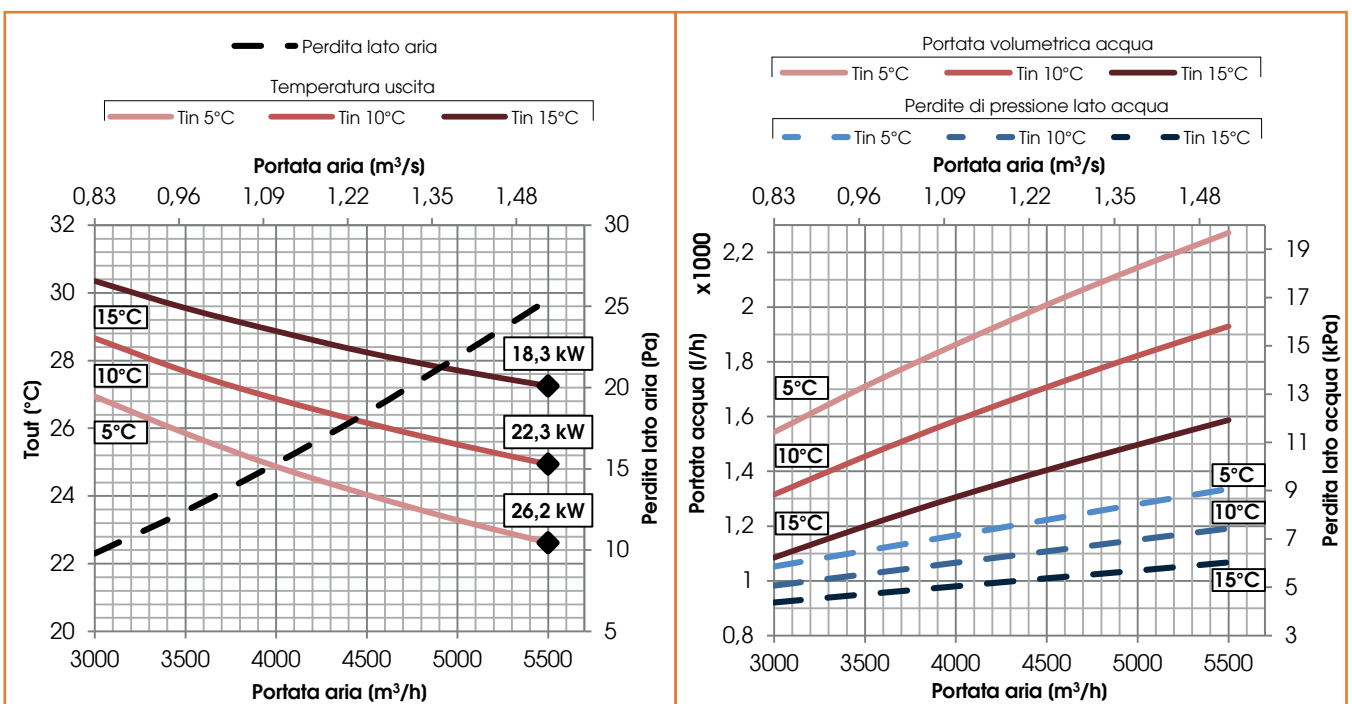 Perdita lato aria
Temperatura uscita
Tin 5°C Tin 10°C Tin 15°C
Portata aria (m³/s)
0,83 0,96 1,09 1,22 1,35 1,48
32 30
30 25
28 20
26 15
24 10
22 5
20
Tout (°C)
Perdita lato aria (Pa)
15°C
10°C
5°C
18,3 kW
22,3 kW
26,2 kW
3000 3500 4000 4500 5000 5500
Portata aria (m³/h)
Portata volumetrica acqua
Tin 5°C Tin 10°C Tin 15°C
Perdite di pressione lato acqua
Tin 5°C Tin 10°C Tin 15°C
Portata aria (m³/s)
0,83 0,96 1,09 1,22 1,35 1,48
x1000
Portata acqua (l/h)
2,2
2
1,8
1,6
1,4
1,2
1
0,8
19
17
15
13
11
9
7
5
3
Perdita lato acqua (kPa)
5°C
10°C
15°C
5°C
10°C
15°C
3000 3500 4000 4500 5000 5500
Portata aria (m³/h)